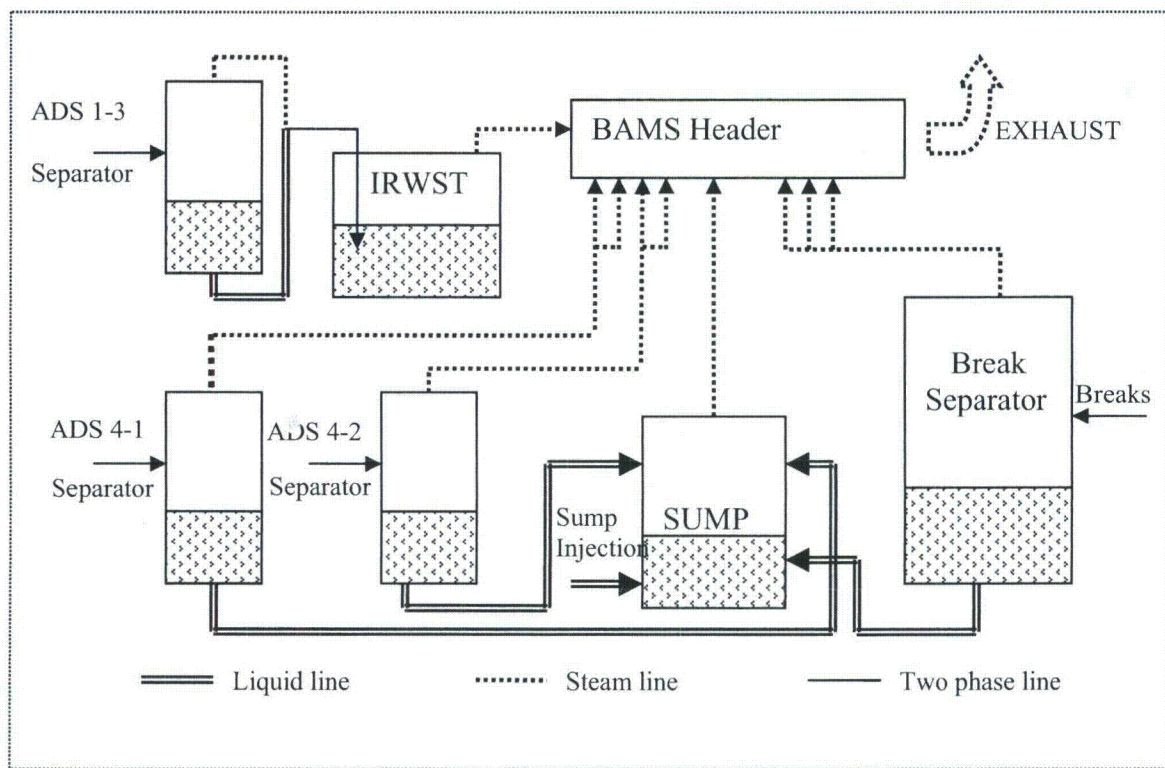 ADS 1-3
Separator
IRWST
BAMS Header
EXHAUST
ADS 4-1
Separator
ADS 4-2
Separator
Sump
Injection
SUMP
Break
Separator
Breaks
Liquid line
Steam line
Two phase line